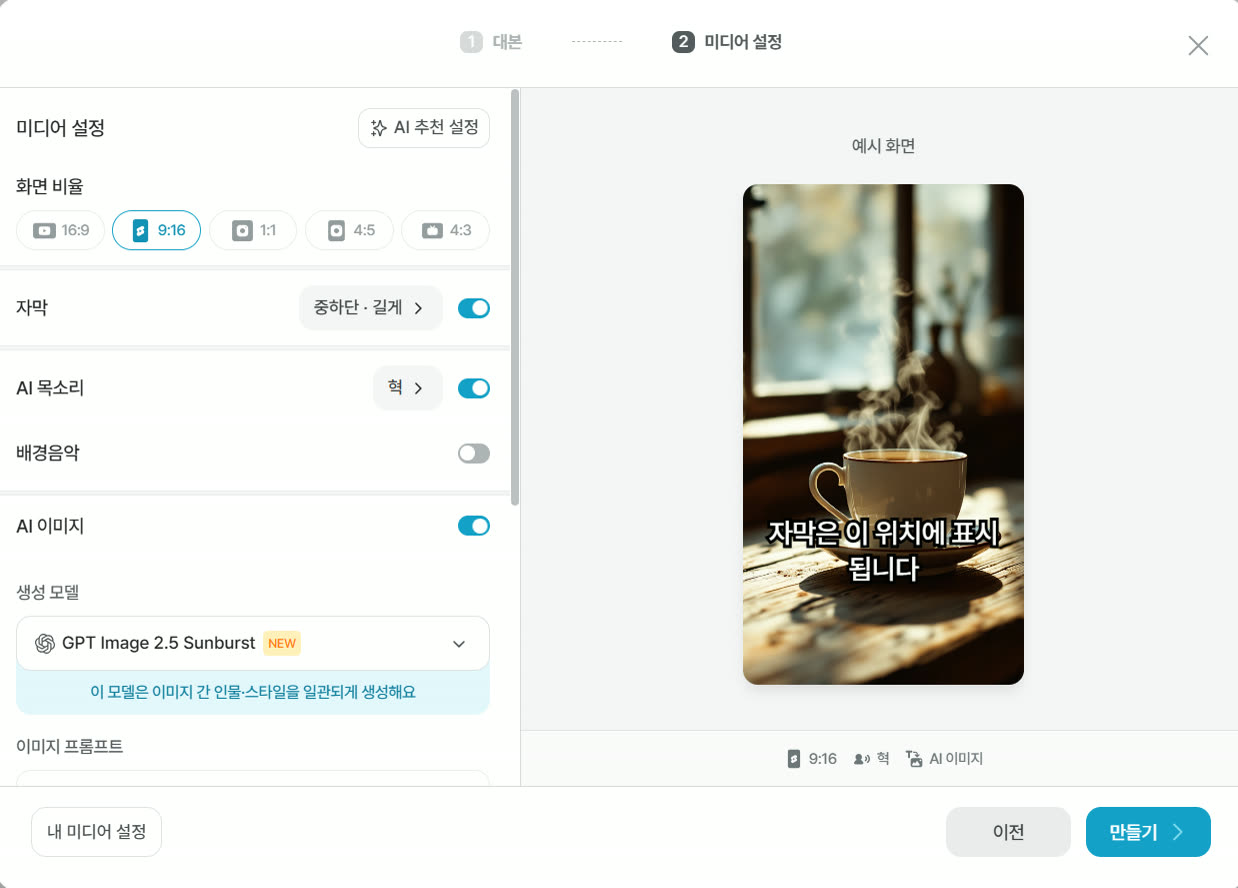 1 대본
2 미디어 설정
미디어 설정
AI 추천 설정
화면 비율
16:9
9:16
1:1
4:5
4:3
자막
중하단 · 길게
AI 목소리
혁
배경음악
AI 이미지
생성 모델
GPT Image 2.5 Sunburst NEW
이 모델은 이미지 간 인물·스타일을 일관되게 생성해요
이미지 프롬프트
예시 화면
자막은 이 위치에 표시
됩니다
9:16 혁 AI 이미지
내 미디어 설정
이전
만들기